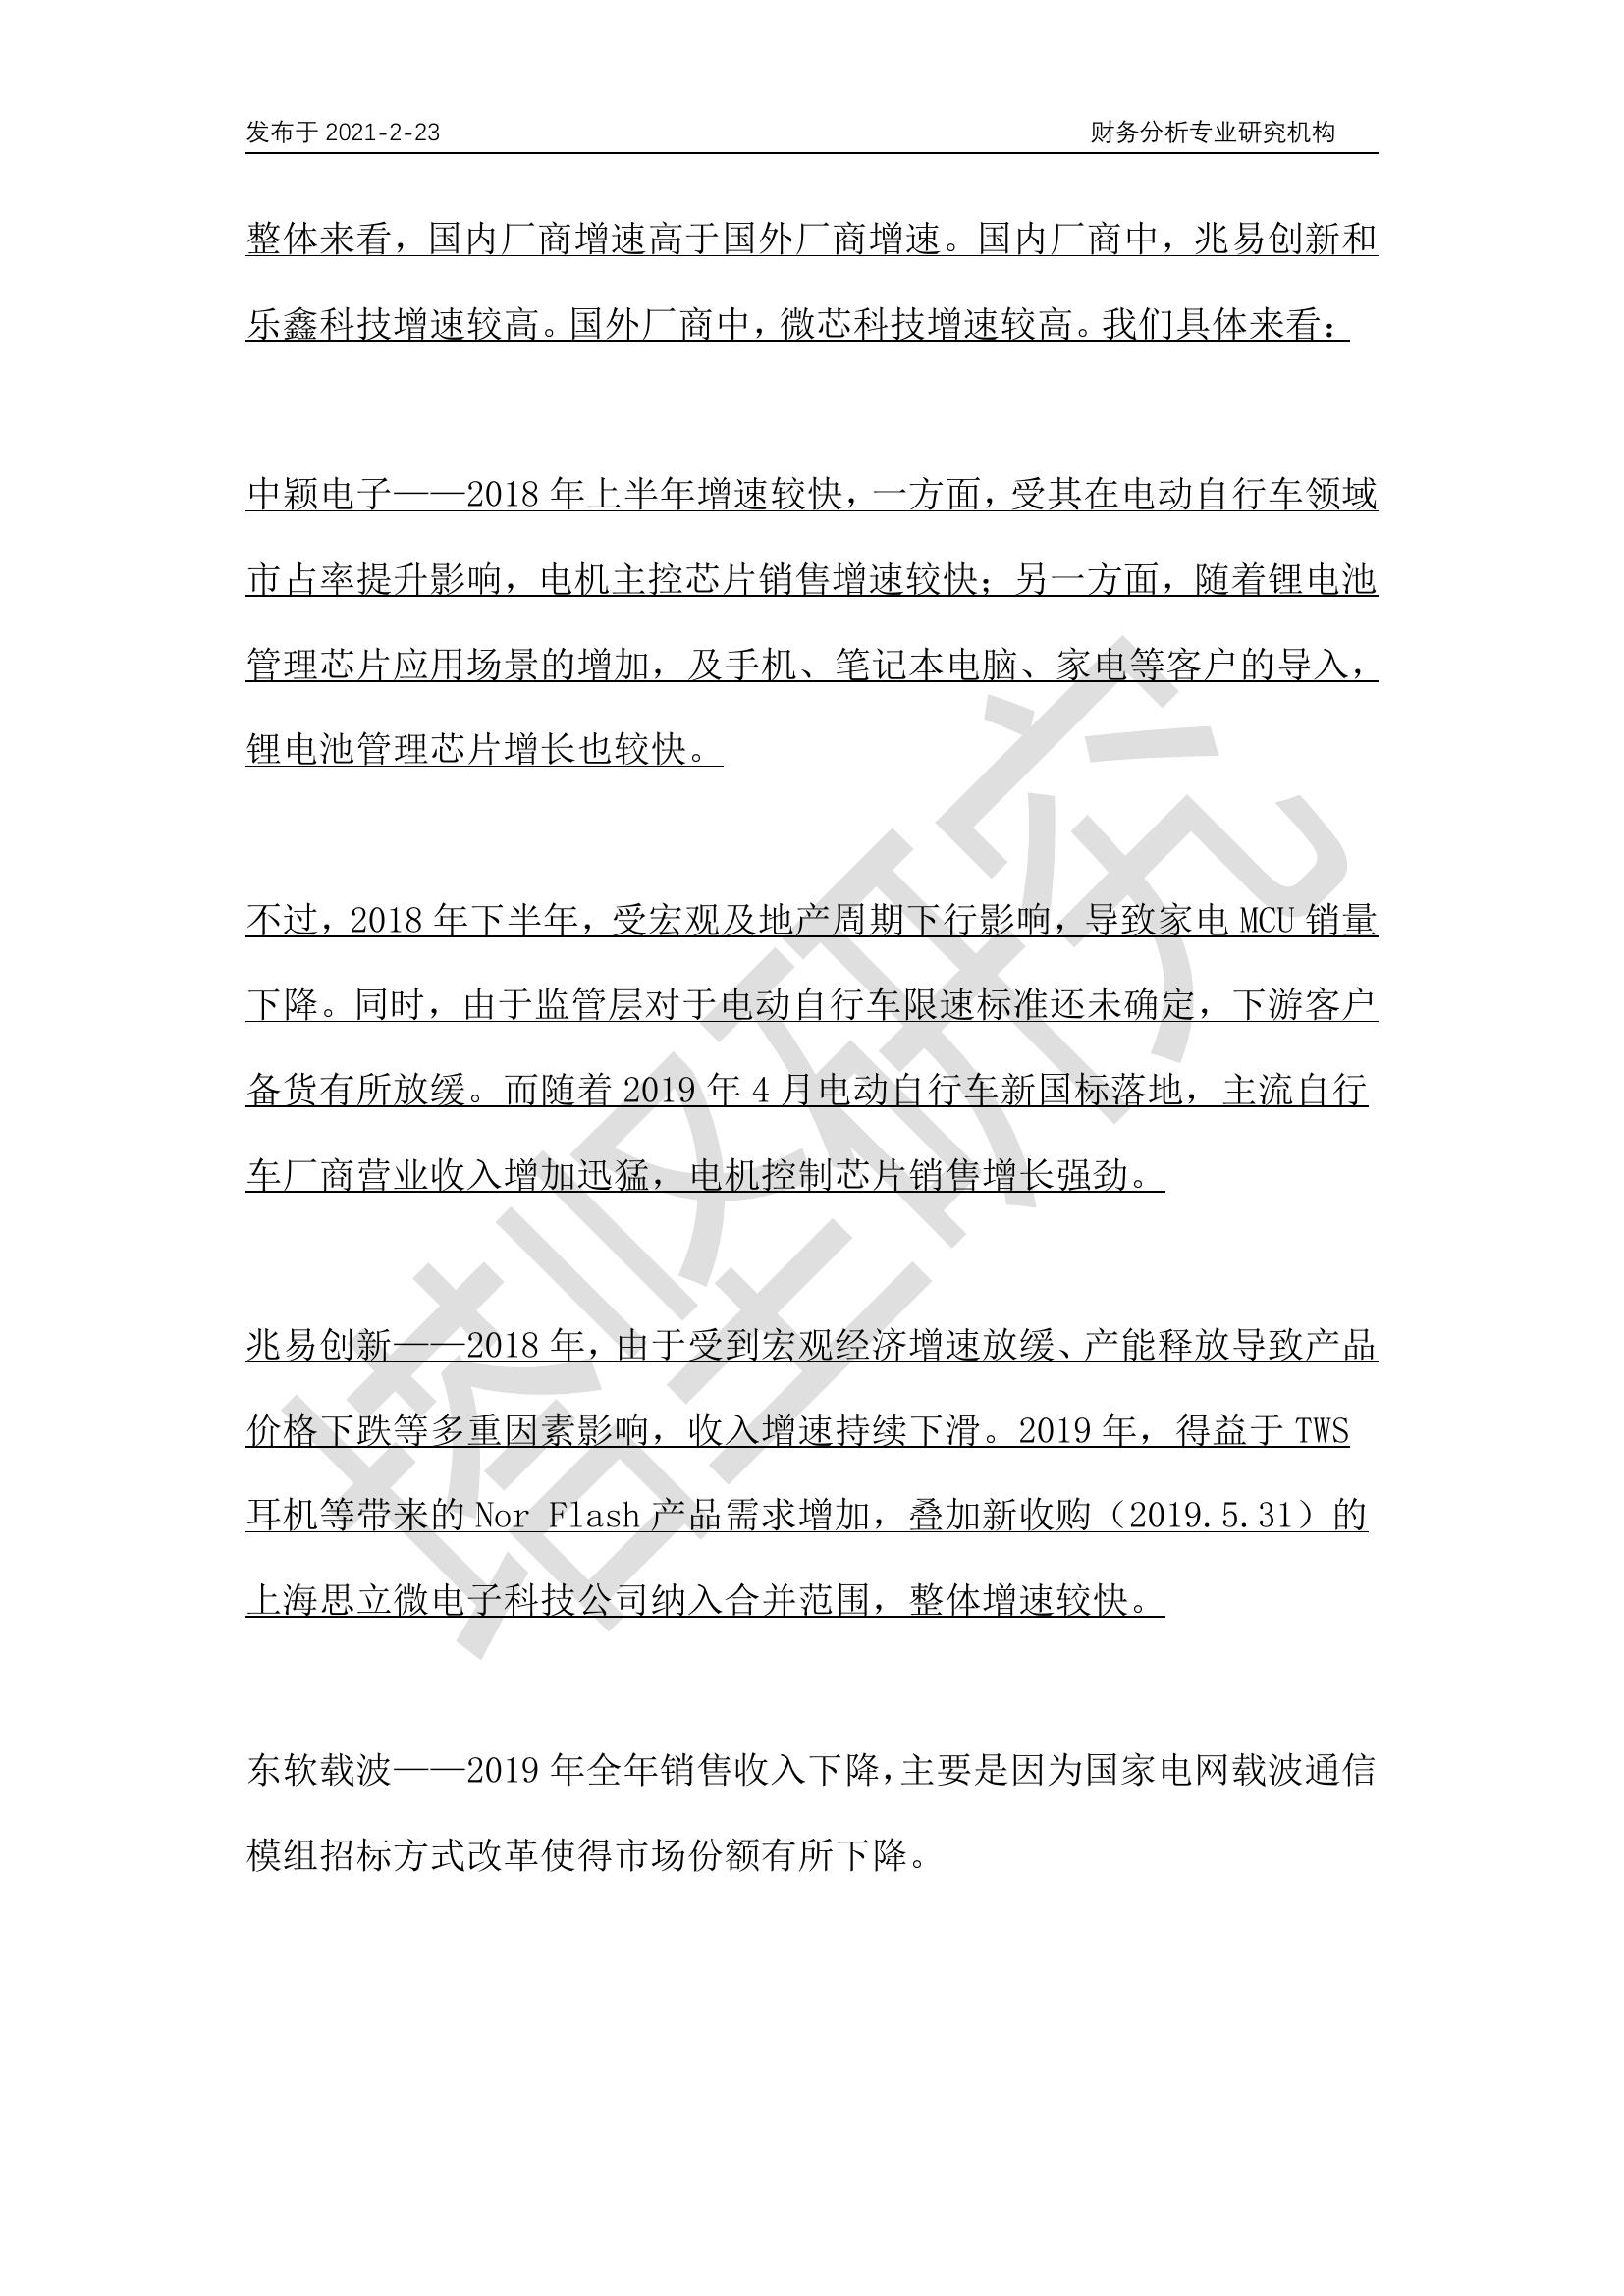 发布于 2021-2-23 财务分析专业研究机构
整体来看，国内厂商增速高于国外厂商增速。国内厂商中，兆易创新和
乐鑫科技增速较高。国外厂商中，微芯科技增速较高。我们具体来看：
中颖电子——2018 年上半年增速较快，一方面，受其在电动自行车领域
市占率提升影响，电机主控芯片销售增速较快；另一方面，随着锂电池
管理芯片应用场景的增加，及手机、笔记本电脑、家电等客户的导入，
锂电池管理芯片增长也较快。
不过，2018 年下半年，受宏观及地产周期下行影响，导致家电 MCU 销量
下降。同时，由于监管层对于电动自行车限速标准还未确定，下游客户
备货有所放缓。而随着 2019 年 4 月电动自行车新国标落地，主流自行
车厂商营业收入增加迅猛，电机控制芯片销售增长强劲。
兆易创新——2018 年，由于受到宏观经济增速放缓、产能释放导致产品
价格下跌等多重因素影响，收入增速持续下滑。2019 年，得益于 TWS
耳机等带来的 Nor Flash 产品需求增加，叠加新收购（2019.5.31）的
上海思立微电子科技公司纳入合并范围，整体增速较快。
东软载波——2019 年全年销售收入下降，主要是因为国家电网载波通信
模组招标方式改革使得市场份额有所下降。
塔坚研究